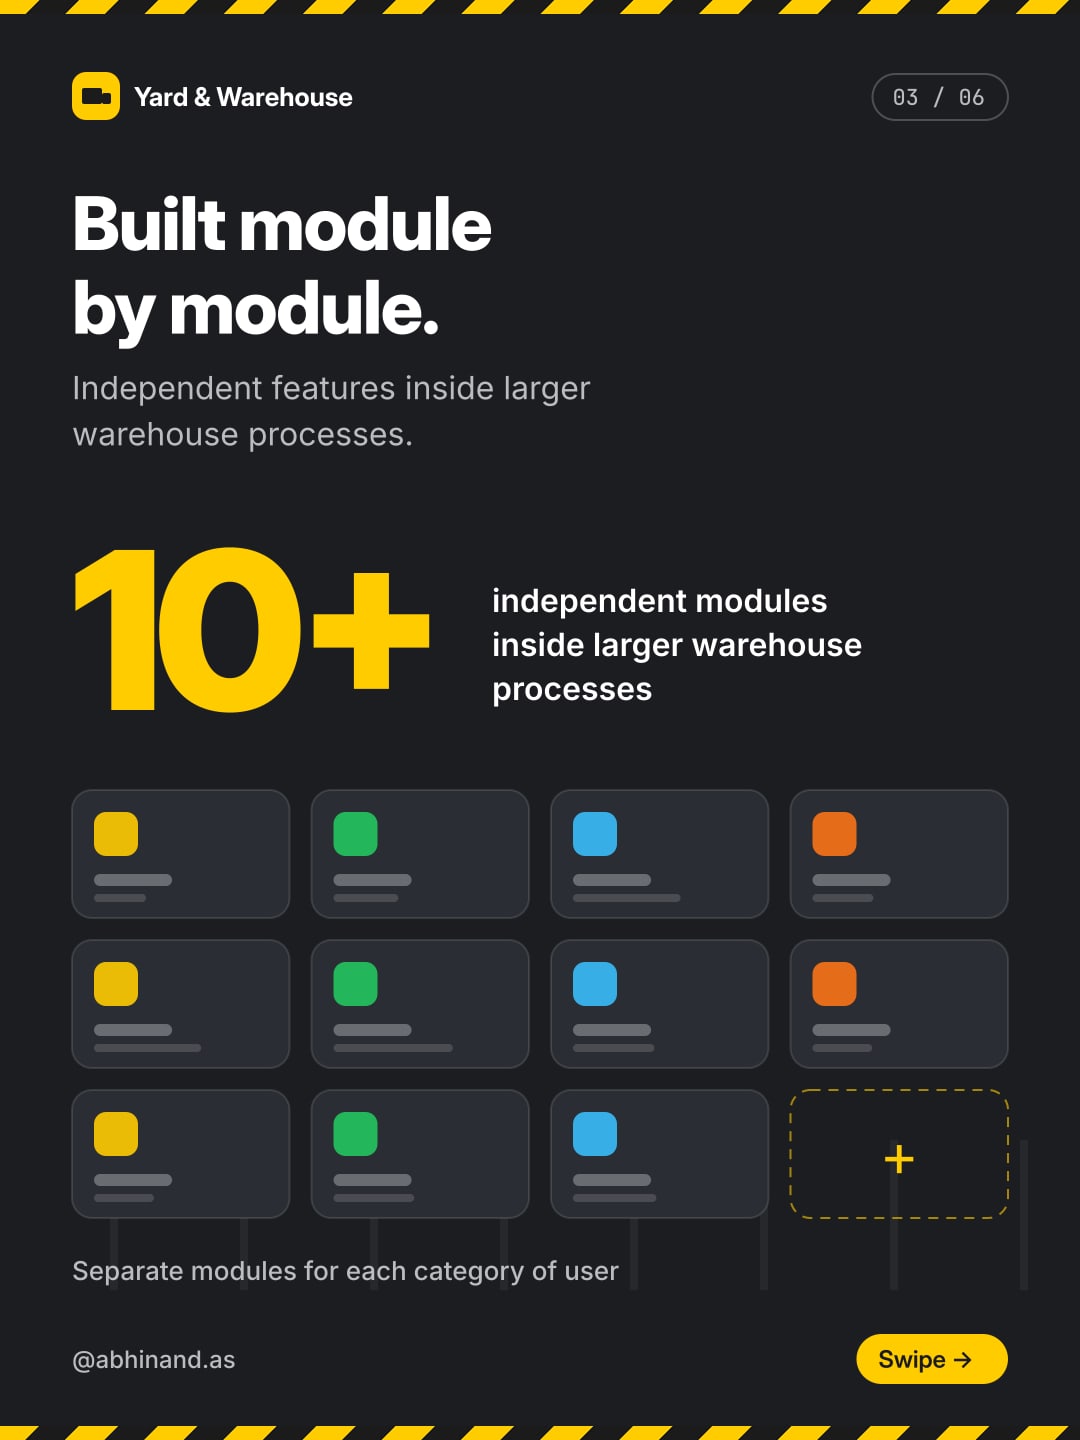 Yard & Warehouse
03 / 06
Built module
by module.
Independent features inside larger
warehouse processes.
10+
independent modules
inside larger warehouse
processes
+
Separate modules for each category of user
@abhinand.as
Swipe →